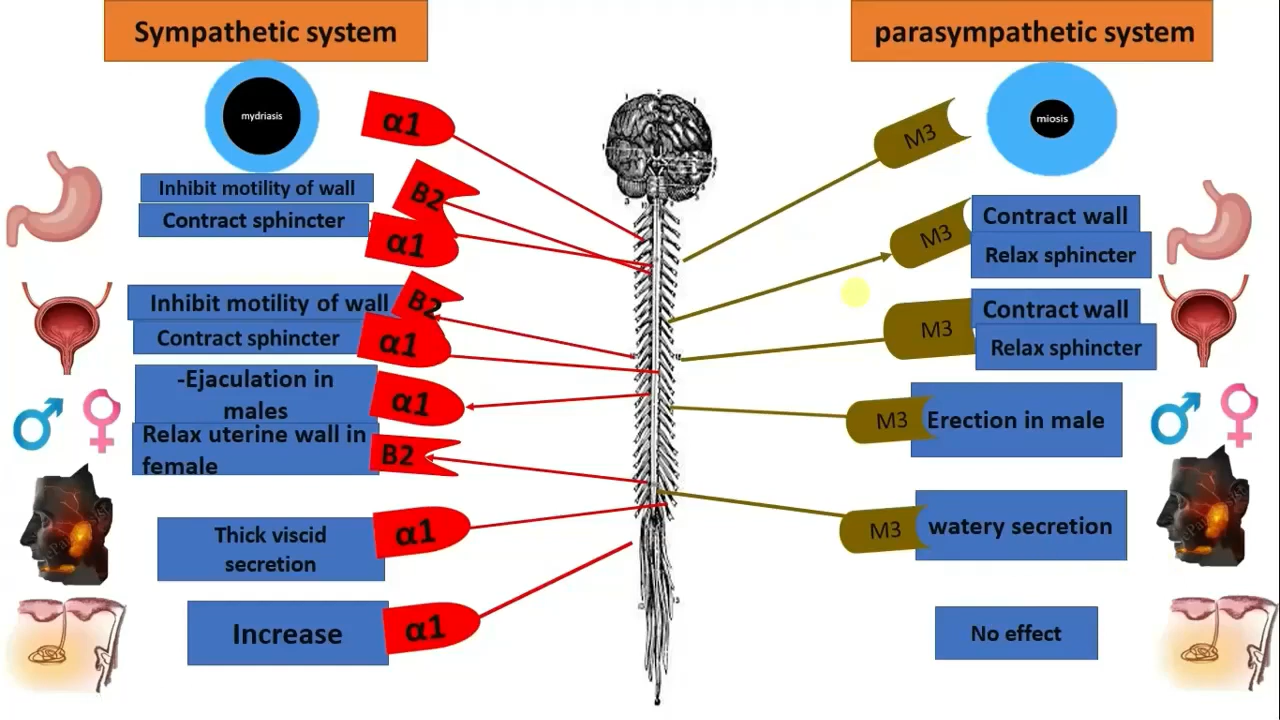 Sympathetic system
parasympathetic system
mydriasis
α1
M3
miosis
Inhibit motility of wall
B2
Contract sphincter
α1
M3
Contract wall
Relax sphincter
Inhibit motility of wall
B2
Contract sphincter
α1
M3
Contract wall
Relax sphincter
-Ejaculation in
males
α1
M3
Erection in male
Relax uterine wall in
female
B2
Thick viscid
secretion
α1
M3
watery secretion
Increase
α1
No effect